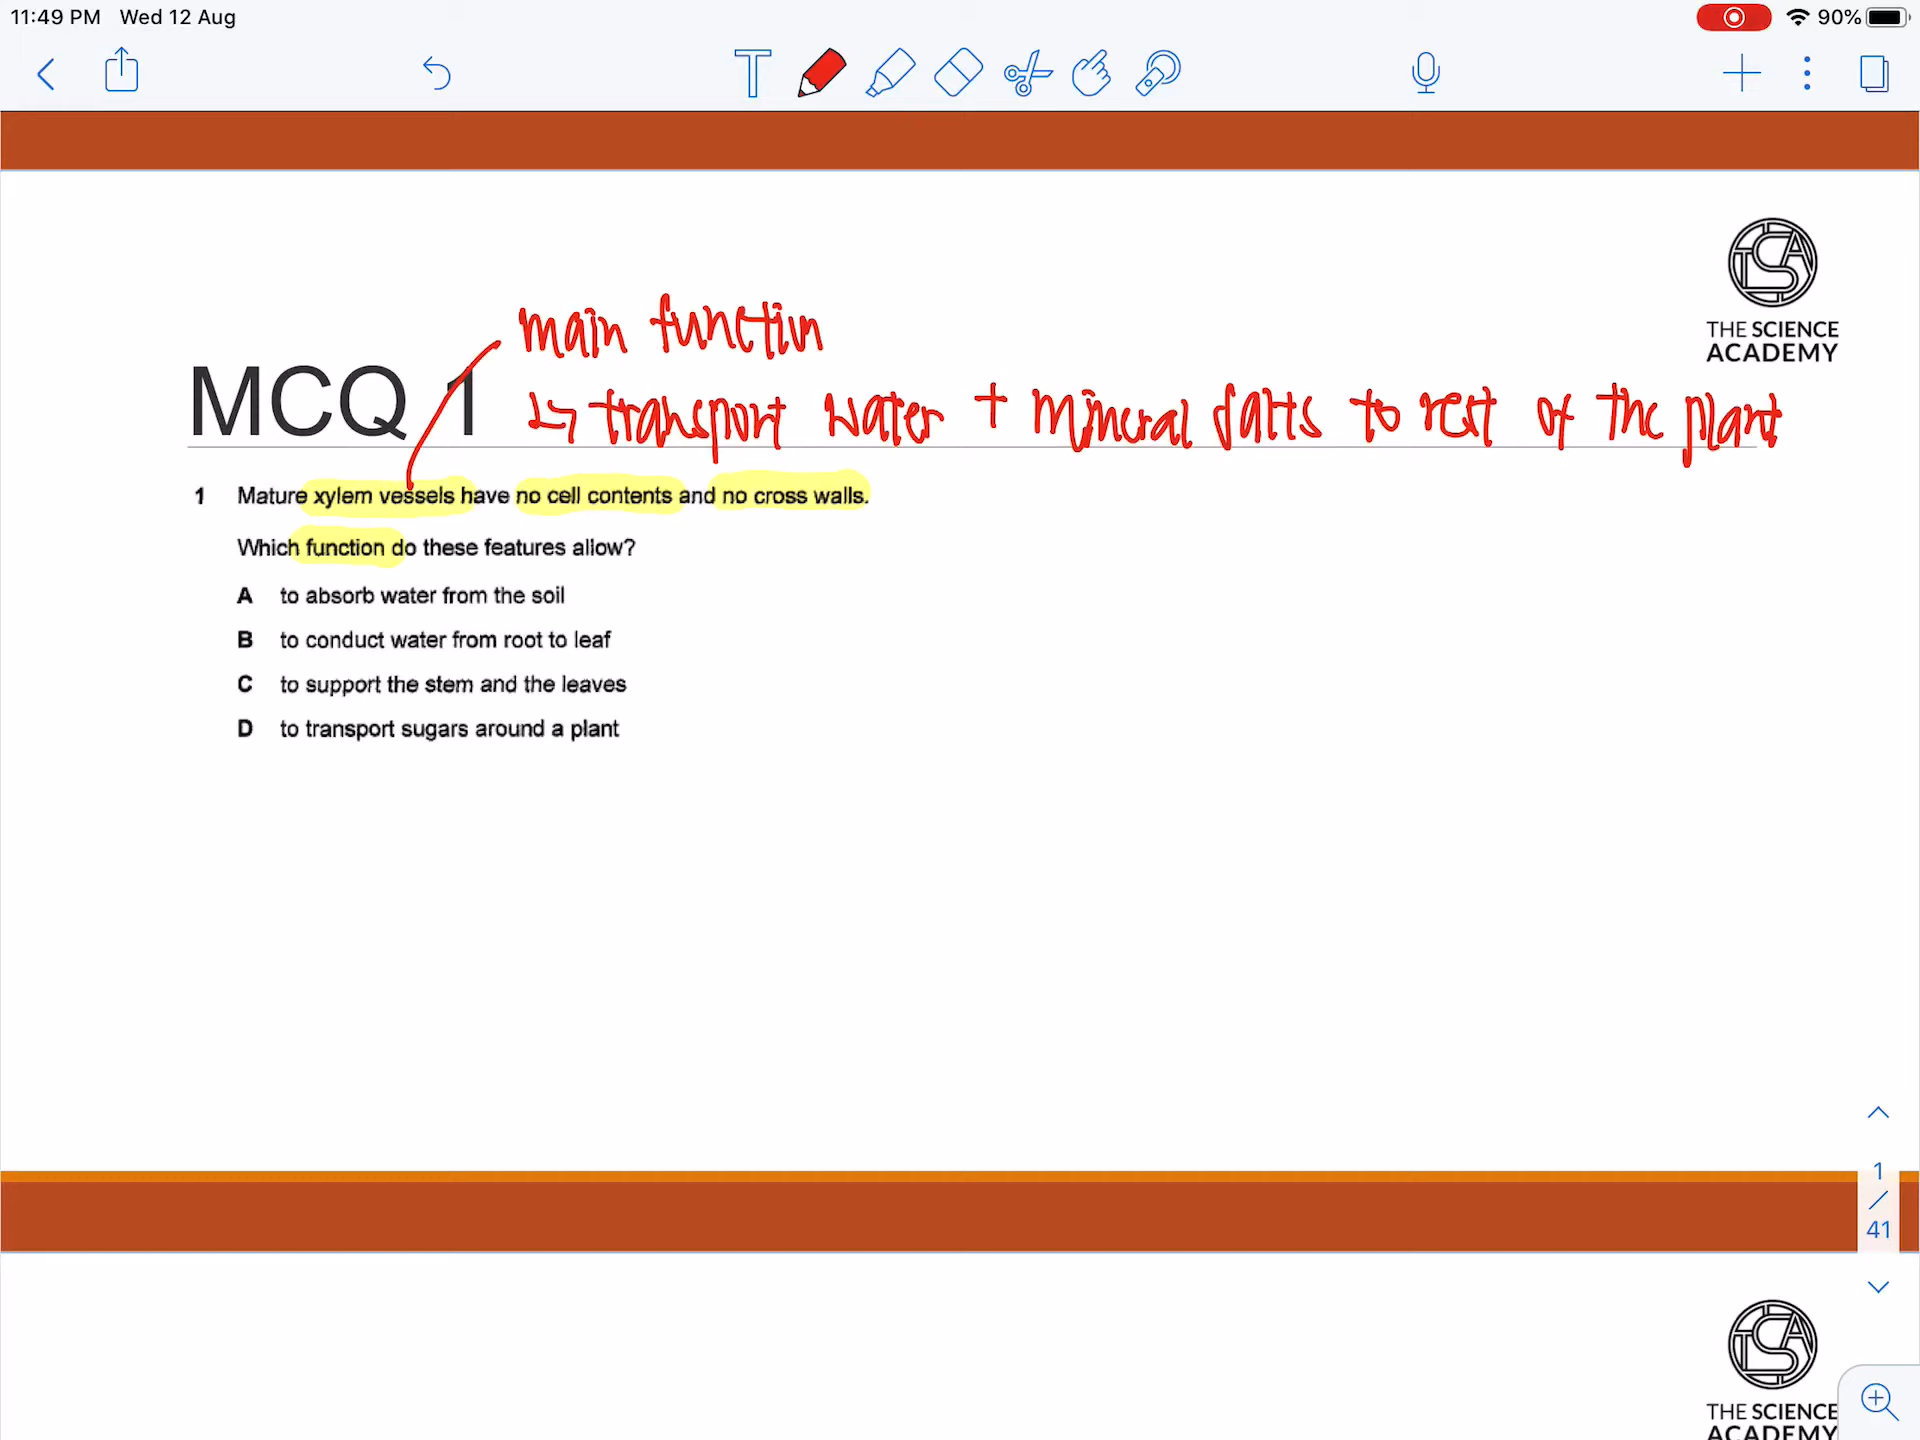 11:49 PM Wed 12 Aug
90%
T
THE SCIENCE
ACADEMY
main function
MCQ 1
↳ transport water + mineral salts to rest of the plant
1 Mature xylem vessels have no cell contents and no cross walls.
Which function do these features allow?
A to absorb water from the soil
B to conduct water from root to leaf
C to support the stem and the leaves
D to transport sugars around a plant
1
/
41
THE SCIENCE
ACADEMY